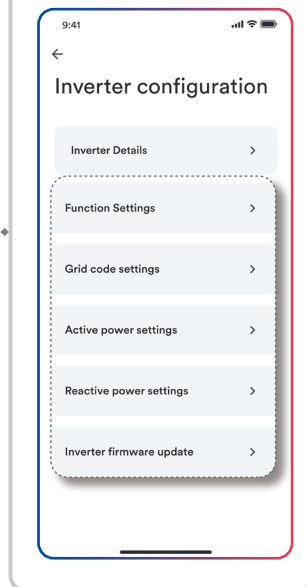 9:41
Inverter configuration
Inverter Details
Function Settings
Grid code settings
Active power settings
Reactive power settings
Inverter firmware update